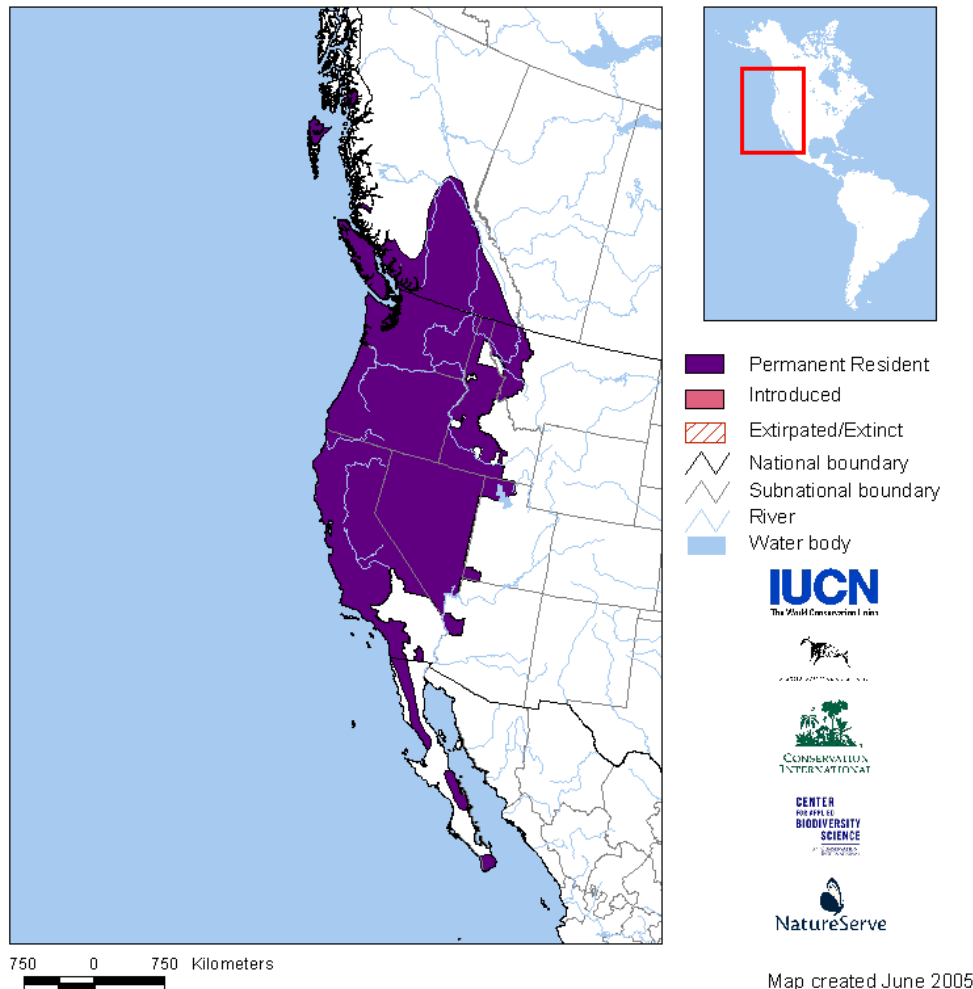 Permanent Resident
Introduced
Extirpated/Extinct
National boundary
Subnational boundary
River
Water body
IUCN
The World Conservation Union
CONSERVATION
INTERNATIONAL
CENTER
FOR APPLIED
BIODIVERSITY
SCIENCE
NatureServe
750 0 750 Kilometers
Map created June 2005